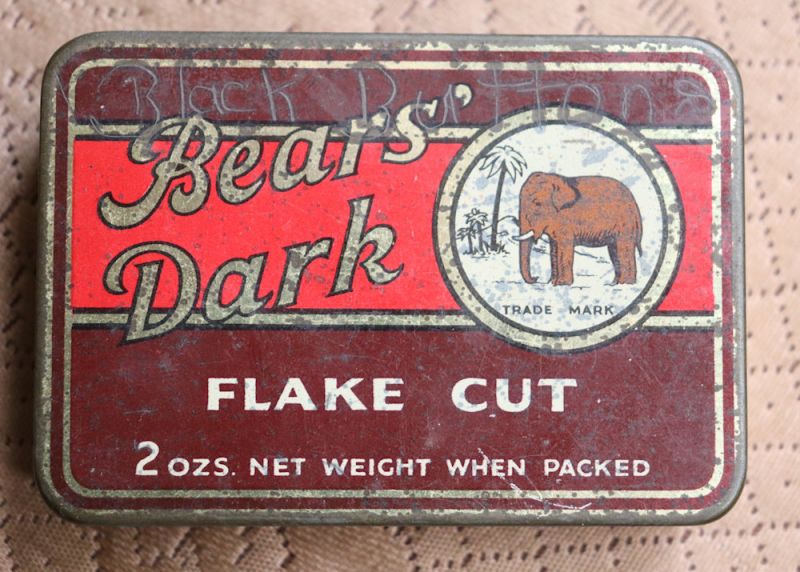 Black Buttons
Bears'
Dark
TRADE MARK
FLAKE CUT
2 OZS. NET WEIGHT WHEN PACKED